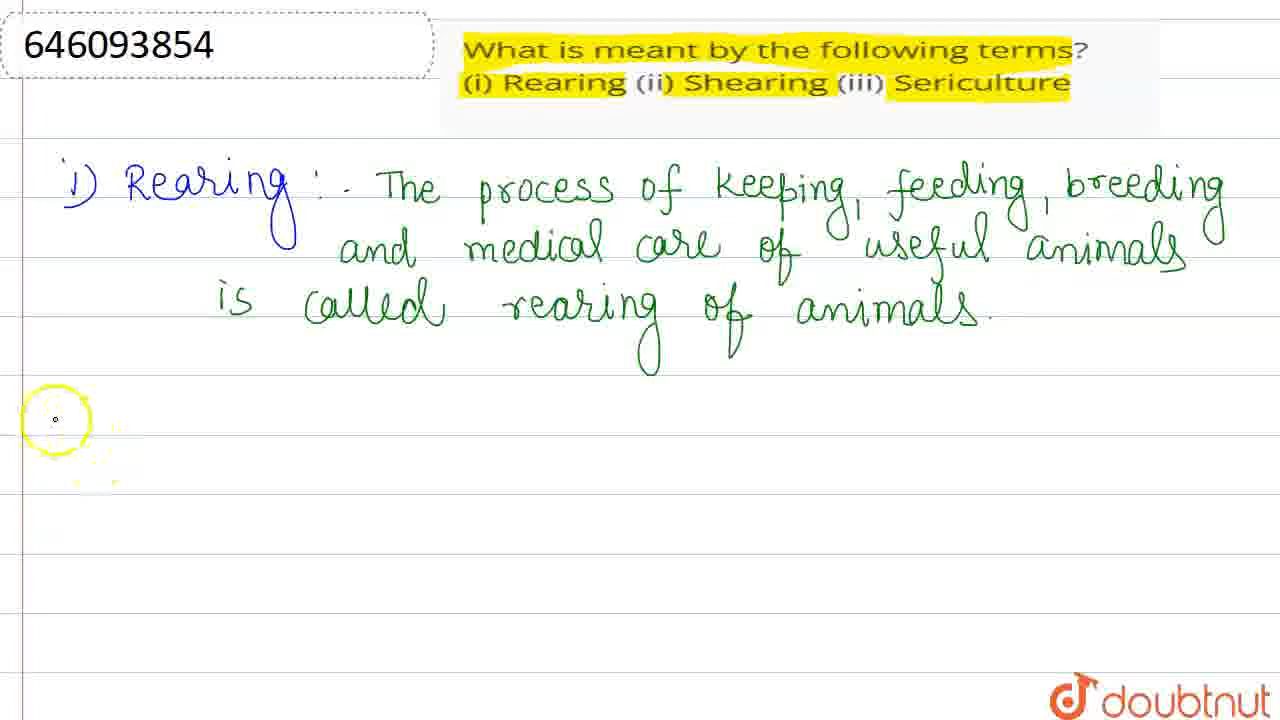 646093854
What is meant by the following terms?
(i) Rearing (ii) Shearing (iii) Sericulture
i) Rearing :- The process of keeping, feeding, breeding
and medical care of useful animals
is called rearing of animals.
doubtnut